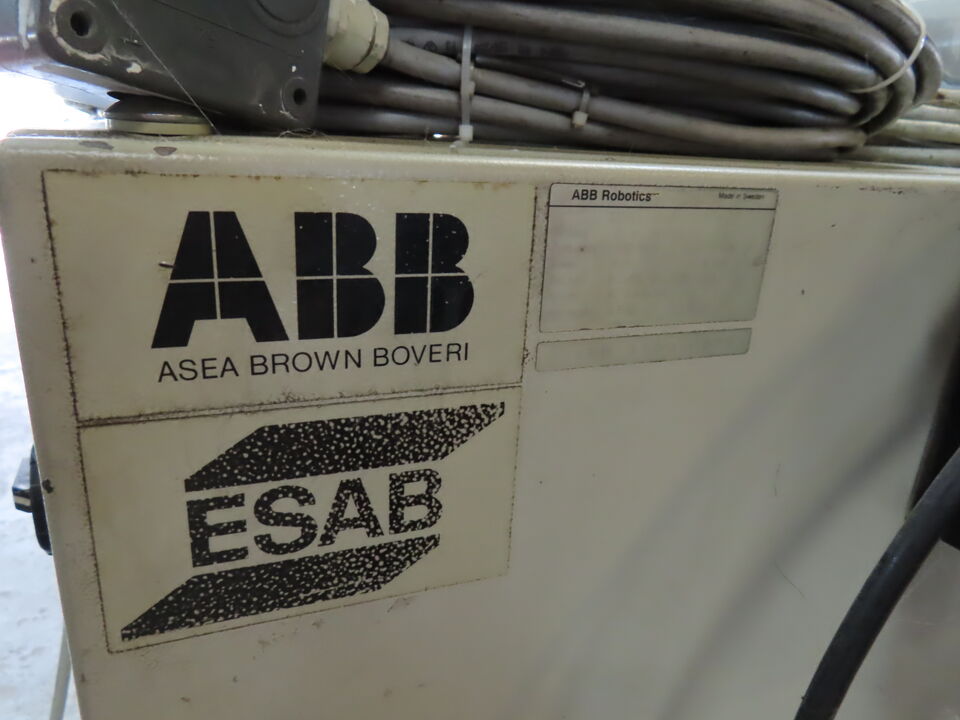 ABB
ASEA BROWN BOVERI
ABB Robotics
Made in Sweden
ESAB